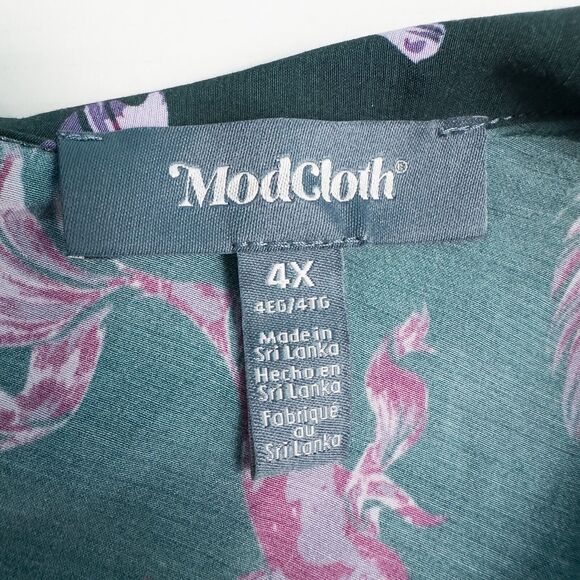 ModCloth®
4X
4EG/4TG
Made in
Sri Lanka
Hecho en
Sri Lanka
Fabriqué
au
Sri Lanka